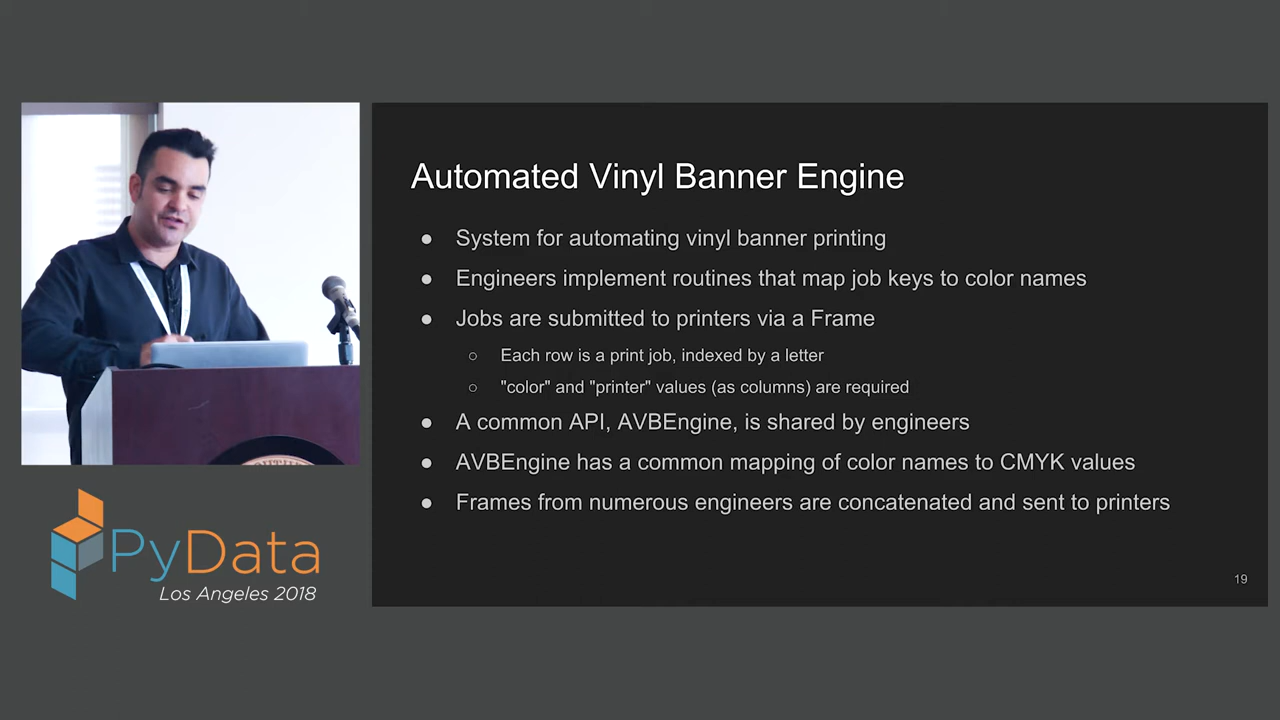 Automated Vinyl Banner Engine
● System for automating vinyl banner printing
● Engineers implement routines that map job keys to color names
● Jobs are submitted to printers via a Frame
○ Each row is a print job, indexed by a letter
○ "color" and "printer" values (as columns) are required
● A common API, AVBEngine, is shared by engineers
● AVBEngine has a common mapping of color names to CMYK values
● Frames from numerous engineers are concatenated and sent to printers
19
PyData
Los Angeles 2018